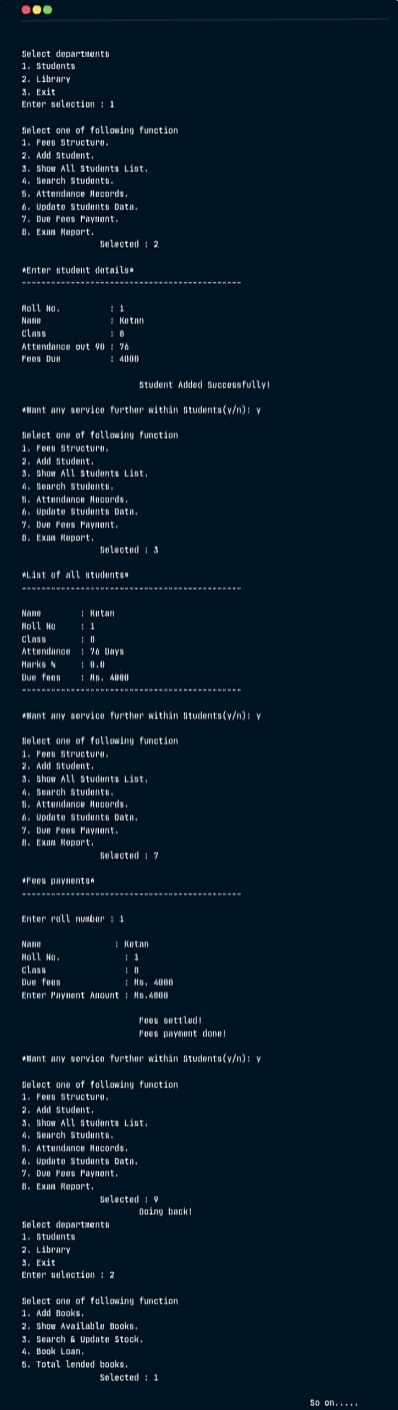 Select departments
1. Students
2. Library
3. Exit
Enter selection : 1
Select one of following function
1. Fees Structure.
2. Add Student.
3. Show All Students List.
4. Search Students.
5. Attendance Records.
6. Update Students Data.
7. Due Fees Payment.
8. Exam Report.
Selected : 2
*Enter student details*
~~~~~~~~~~~~~~~~~~~~~~~~~~~~~~~~~~~~~~~~~~~~~
Roll No. : 1
Name : Ketan
Class : 8
Attendance out 90 : 76
Fees Due : 4000
Student Added Successfully!
*Want any service further within Students(y/n): y
Select one of following function
1. Fees Structure.
2. Add Student.
3. Show All Students List.
4. Search Students.
5. Attendance Records.
6. Update Students Data.
7. Due Fees Payment.
8. Exam Report.
Selected : 3
*List of all students*
~~~~~~~~~~~~~~~~~~~~~~~~~~~~~~~~~~~~~~~~~~~~~
Name : Ketan
Roll No : 1
Class : 8
Attendance : 76 Days
Marks % : 0.0
Due fees : Rs. 4000
~~~~~~~~~~~~~~~~~~~~~~~~~~~~~~~~~~~~~~~~~~~~~
*Want any service further within Students(y/n): y
Select one of following function
1. Fees Structure.
2. Add Student.
3. Show All Students List.
4. Search Students.
5. Attendance Records.
6. Update Students Data.
7. Due Fees Payment.
8. Exam Report.
Selected : 7
*Fees payments*
~~~~~~~~~~~~~~~~~~~~~~~~~~~~~~~~~~~~~~~~~~~~~
Enter roll number : 1
Name : Ketan
Roll No. : 1
Class : 8
Due fees : Rs. 4000
Enter Payment Amount : Rs.4000
Fees settled!
Fees payment done!
*Want any service further within Students(y/n): y
Select one of following function
1. Fees Structure.
2. Add Student.
3. Show All Students List.
4. Search Students.
5. Attendance Records.
6. Update Students Data.
7. Due Fees Payment.
8. Exam Report.
Selected : 9
Going back!
Select departments
1. Students
2. Library
3. Exit
Enter selection : 2
Select one of following function
1. Add Books.
2. Show Available Books.
3. Search & Update Stock.
4. Book Loan.
5. Total lended books.
Selected : 1
So on.....